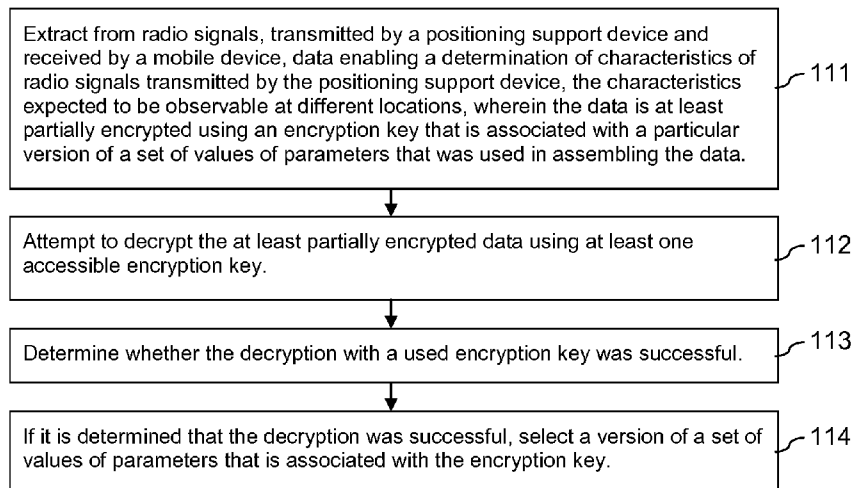 Extract from radio signals, transmitted by a positioning support device and
received by a mobile device, data enabling a determination of characteristics of
radio signals transmitted by the positioning support device, the characteristics
expected to be observable at different locations, wherein the data is at least
partially encrypted using an encryption key that is associated with a particular
version of a set of values of parameters that was used in assembling the data.
111
Attempt to decrypt the at least partially encrypted data using at least one
accessible encryption key.
112
Determine whether the decryption with a used encryption key was successful.
113
If it is determined that the decryption was successful, select a version of a set of
values of parameters that is associated with the encryption key.
114